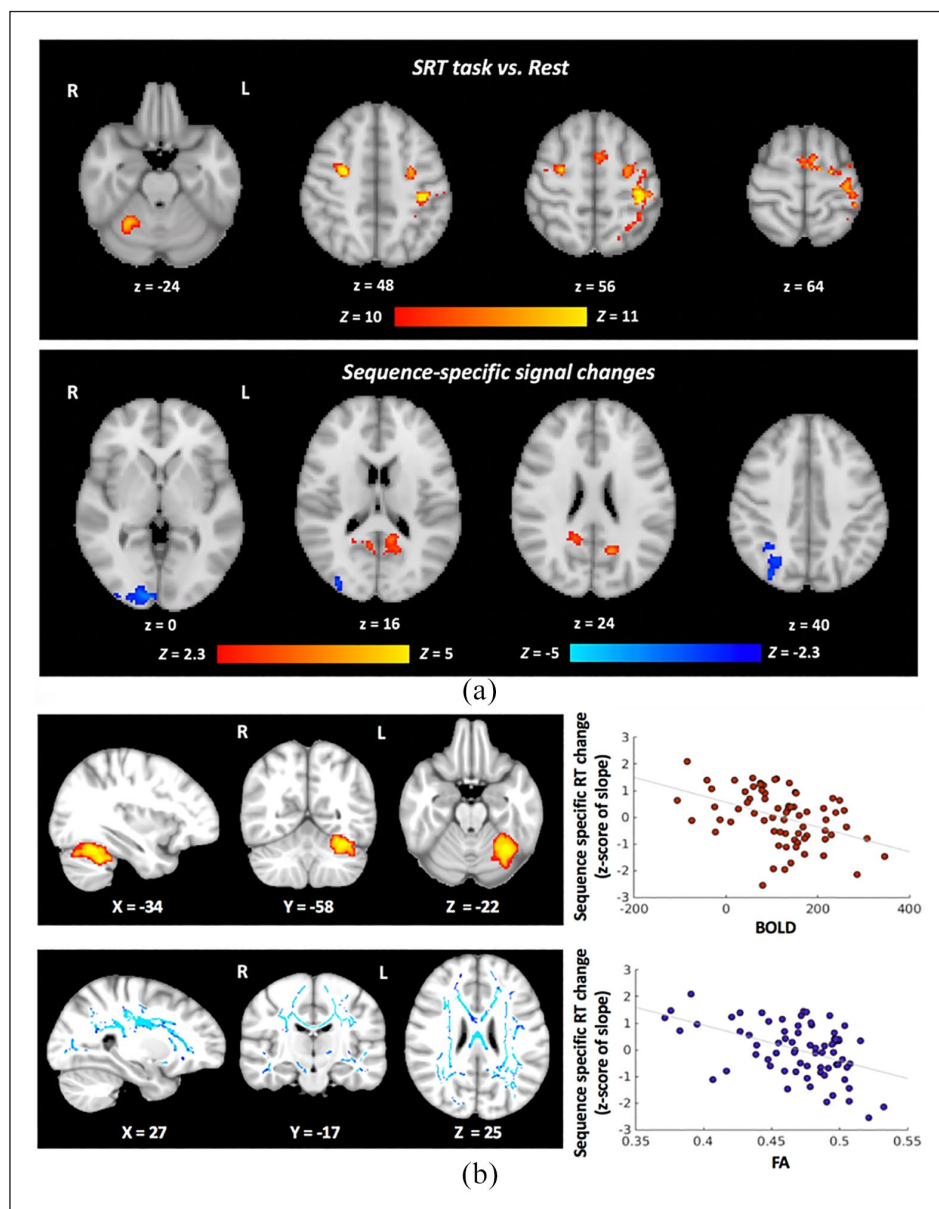 SRT task vs. Rest
R L
z = -24 z = 48 z = 56 z = 64
Z = 10 Z = 11
Sequence-specific signal changes
R L
z = 0 z = 16 z = 24 z = 40
Z = 2.3 Z = 5 Z = -5 Z = -2.3
(a)
R L
X = -34 Y = -58 Z = -22
Sequence specific RT change
(z-score of slope)
3
2
1
0
-1
-2
3
-200 0 200 400
BOLD
R L
X = 27 Y = -17 Z = 25
Sequence specific RT change
(z-score of slope)
3
2
1
0
-1
-2
-3
0.35 0.4 0.45 0.5 0.55
FA
(b)